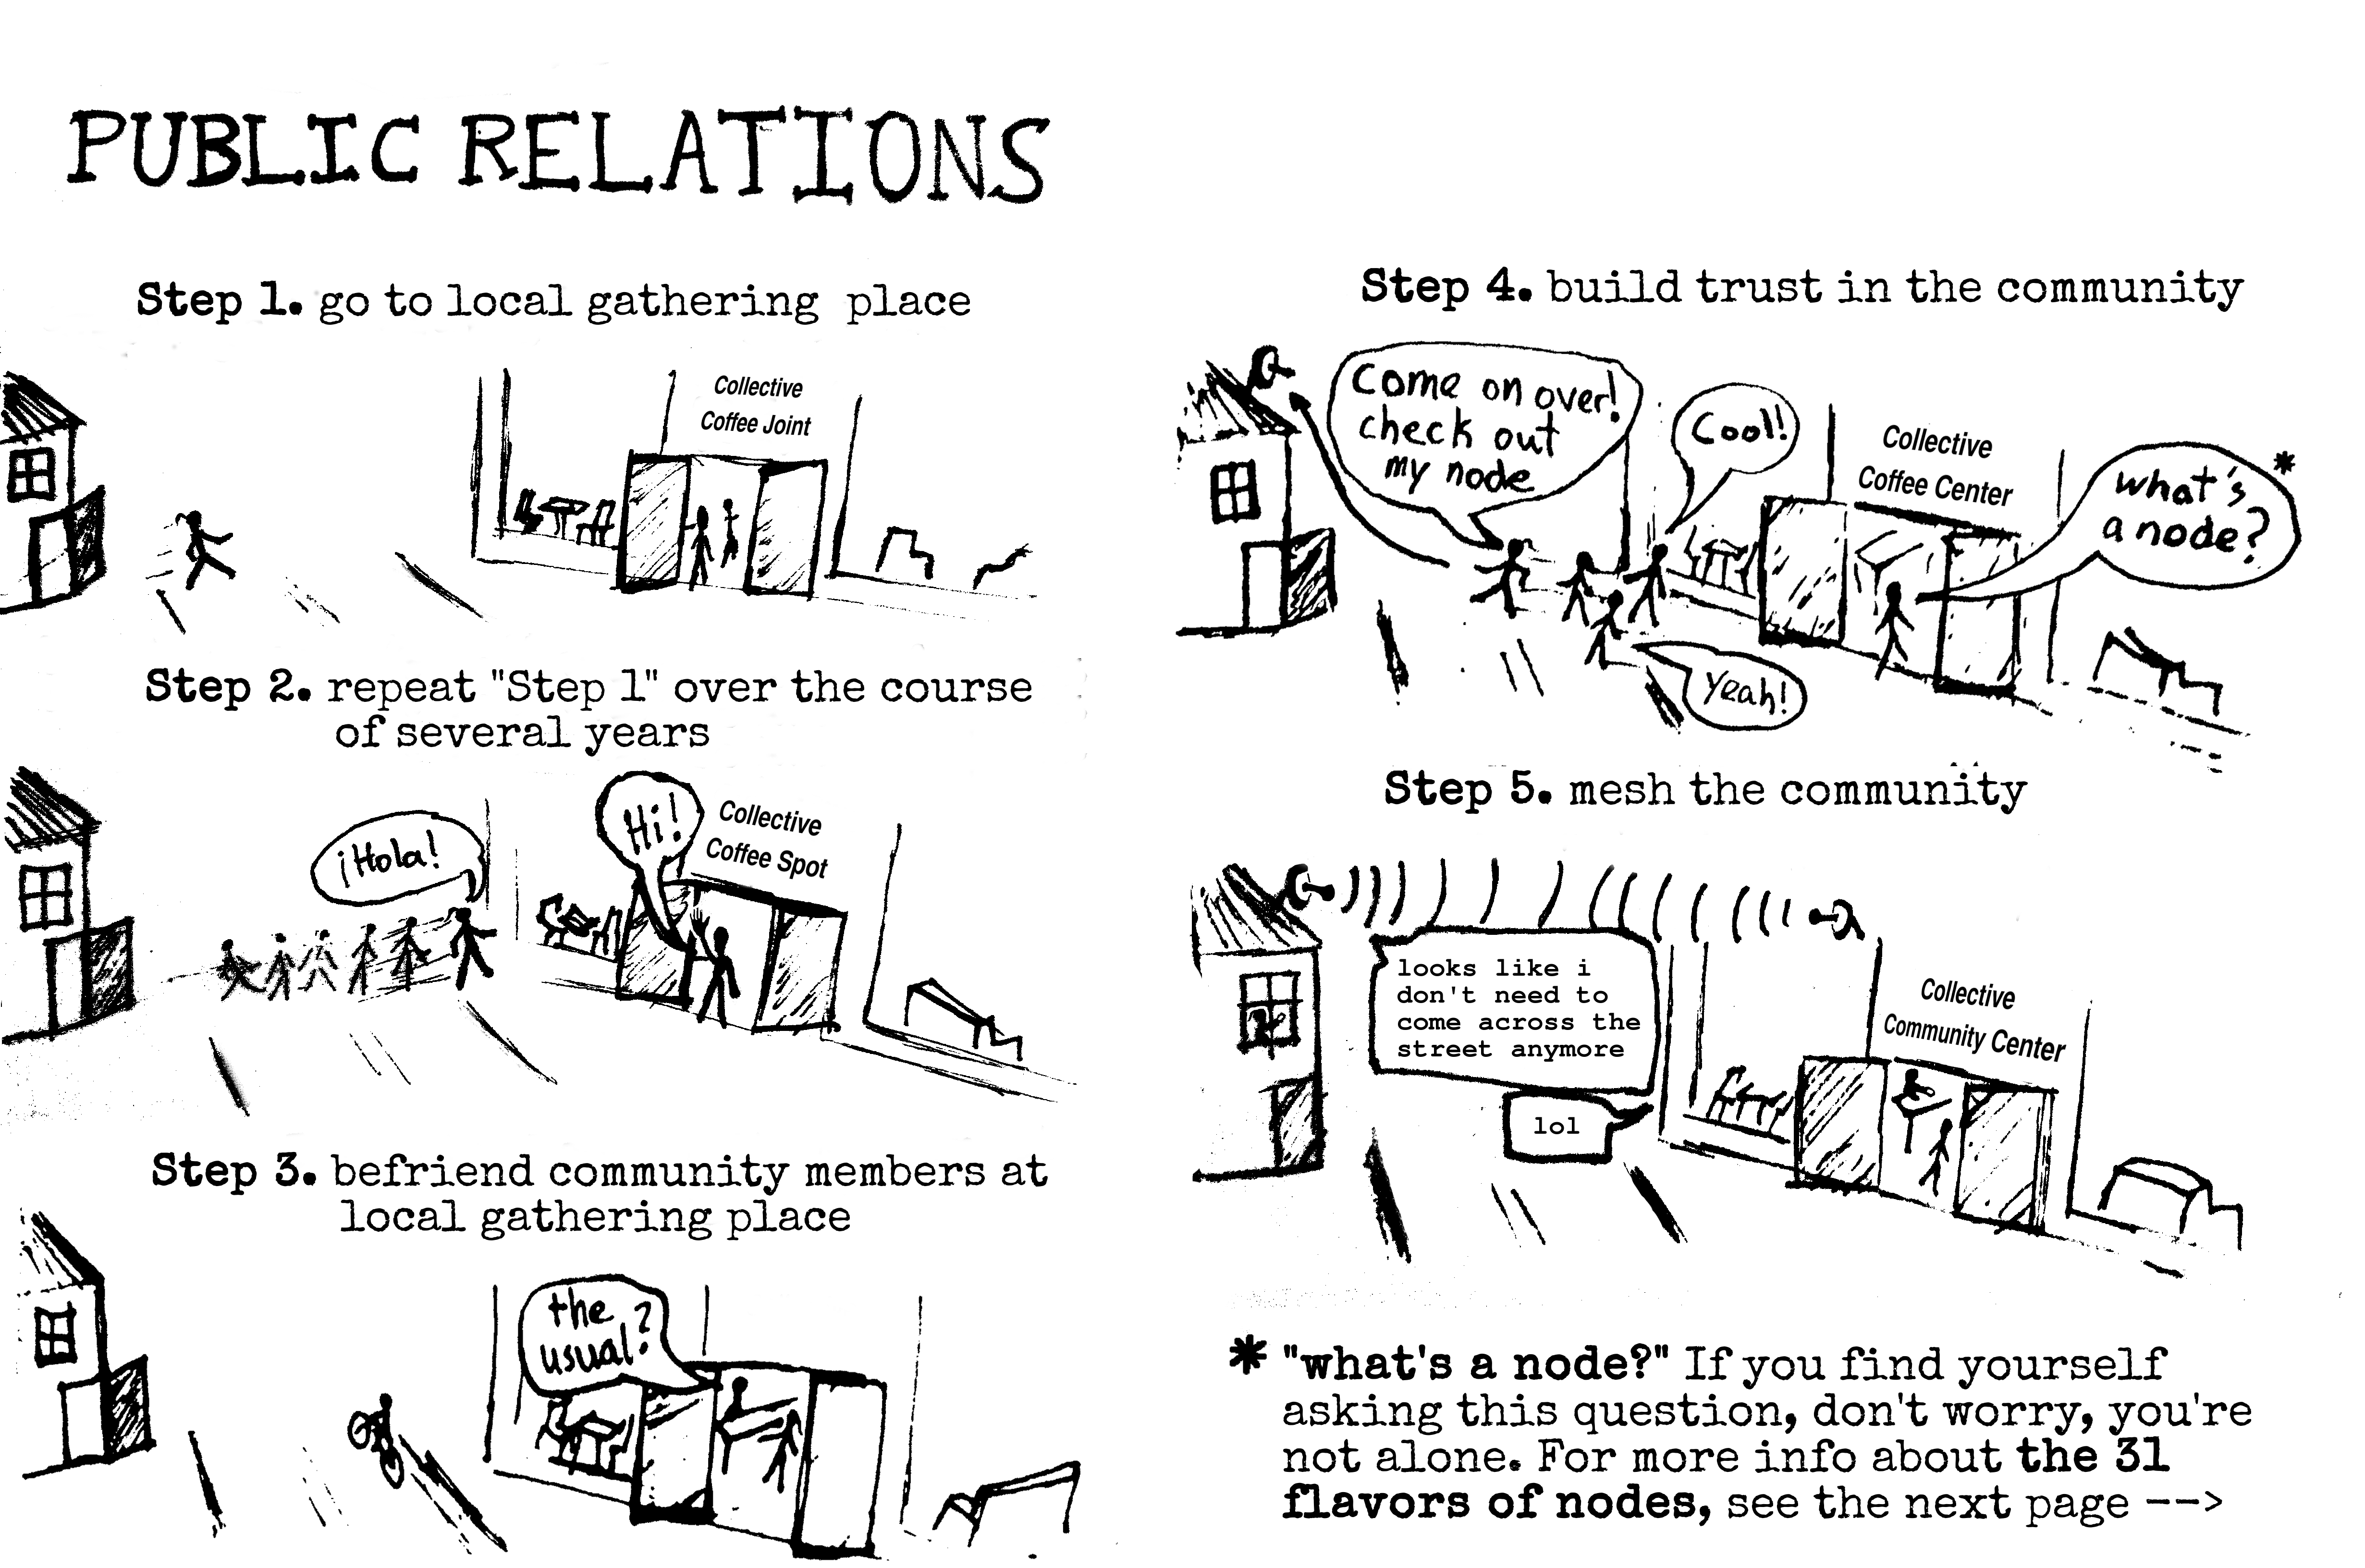 PUBLIC RELATIONS
Step 1. go to local gathering place
Collective
Coffee Joint
Step 2. repeat "Step 1" over the course
of several years
¡Hola!
Hi!
Collective
Coffee Spot
Step 3. befriend community members at
local gathering place
the
usual?
Step 4. build trust in the community
Come on over!
check out
my node
Cool!
Collective
Coffee Center
what's *
a node?
Yeah!
Step 5. mesh the community
looks like i
don't need to
come across the
street anymore
lol
Collective
Community Center
* "what's a node?" If you find yourself
asking this question, don't worry, you're
not alone. For more info about the 31
flavors of nodes, see the next page -->